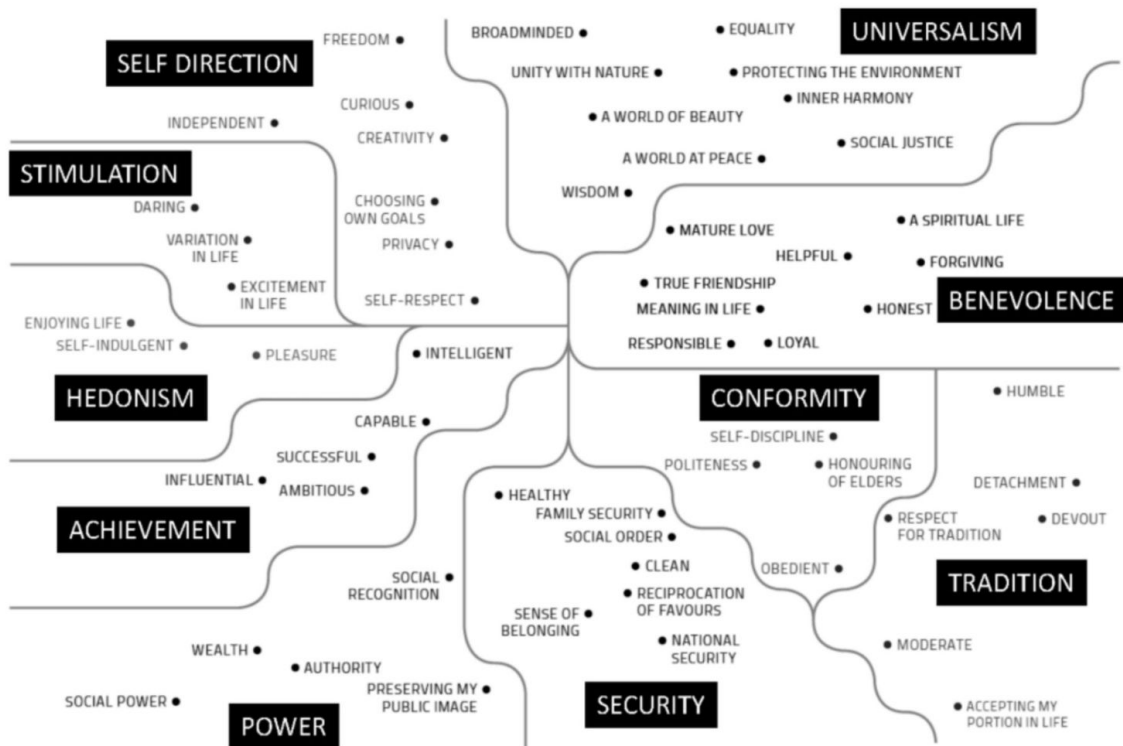 SELF DIRECTION
FREEDOM
CURIOUS
CREATIVITY
INDEPENDENT
CHOOSING
OWN GOALS
PRIVACY
SELF-RESPECT
UNIVERSALISM
BROADMINDED
EQUALITY
UNITY WITH NATURE
PROTECTING THE ENVIRONMENT
INNER HARMONY
A WORLD OF BEAUTY
SOCIAL JUSTICE
A WORLD AT PEACE
WISDOM
STIMULATION
DARING
VARIATION
IN LIFE
EXCITEMENT
IN LIFE
BENEVOLENCE
MATURE LOVE
A SPIRITUAL LIFE
HELPFUL
FORGIVING
TRUE FRIENDSHIP
MEANING IN LIFE
HONEST
RESPONSIBLE
LOYAL
HEDONISM
ENJOYING LIFE
SELF-INDULGENT
PLEASURE
ACHIEVEMENT
INTELLIGENT
CAPABLE
SUCCESSFUL
INFLUENTIAL
AMBITIOUS
CONFORMITY
SELF-DISCIPLINE
POLITENESS
HONOURING
OF ELDERS
OBEDIENT
TRADITION
HUMBLE
DETACHMENT
RESPECT
FOR TRADITION
DEVOUT
MODERATE
ACCEPTING MY
PORTION IN LIFE
POWER
SOCIAL
RECOGNITION
WEALTH
AUTHORITY
SOCIAL POWER
PRESERVING MY
PUBLIC IMAGE
SECURITY
HEALTHY
FAMILY SECURITY
SOCIAL ORDER
CLEAN
RECIPROCATION
OF FAVOURS
SENSE OF
BELONGING
NATIONAL
SECURITY